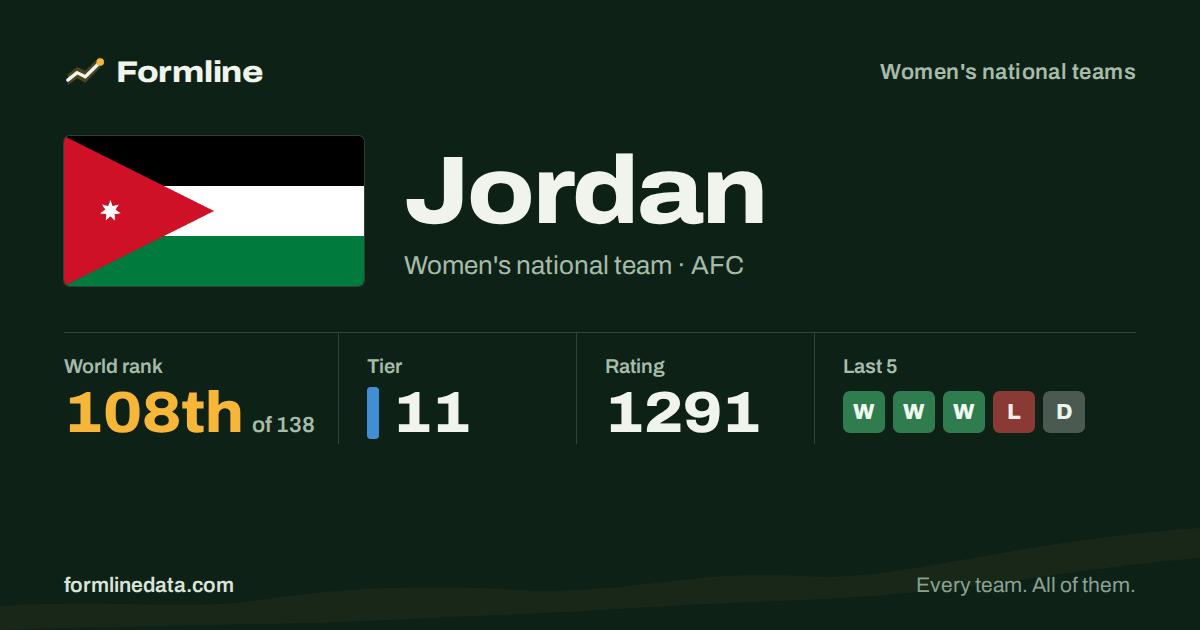 Formline
Women's national teams
Jordan
Women's national team · AFC
World rank
108th of 138
Tier
11
Rating
1291
Last 5
W W W L D
formlinedata.com
Every team. All of them.